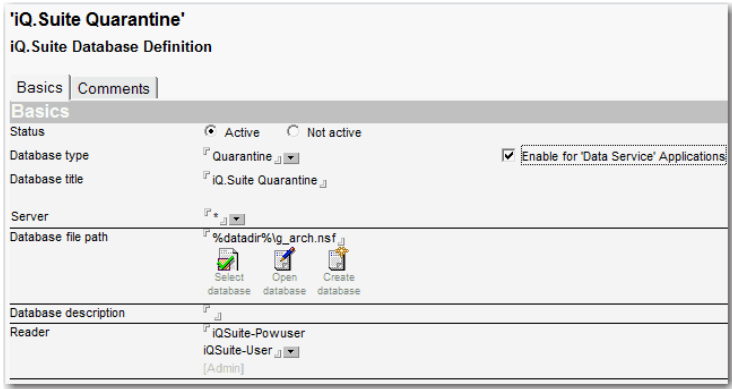 'iQ.Suite Quarantine'
iQ.Suite Database Definition
Basics Comments
Basics
Status Active Not active
Database type Quarantine Enable for 'Data Service' Applications
Database title iQ.Suite Quarantine
Server *
Database file path %datadir%\g_arch.nsf
Select database Open database Create database
Database description
Reader iQSuite-Powuser
iQSuite-User
[Admin]